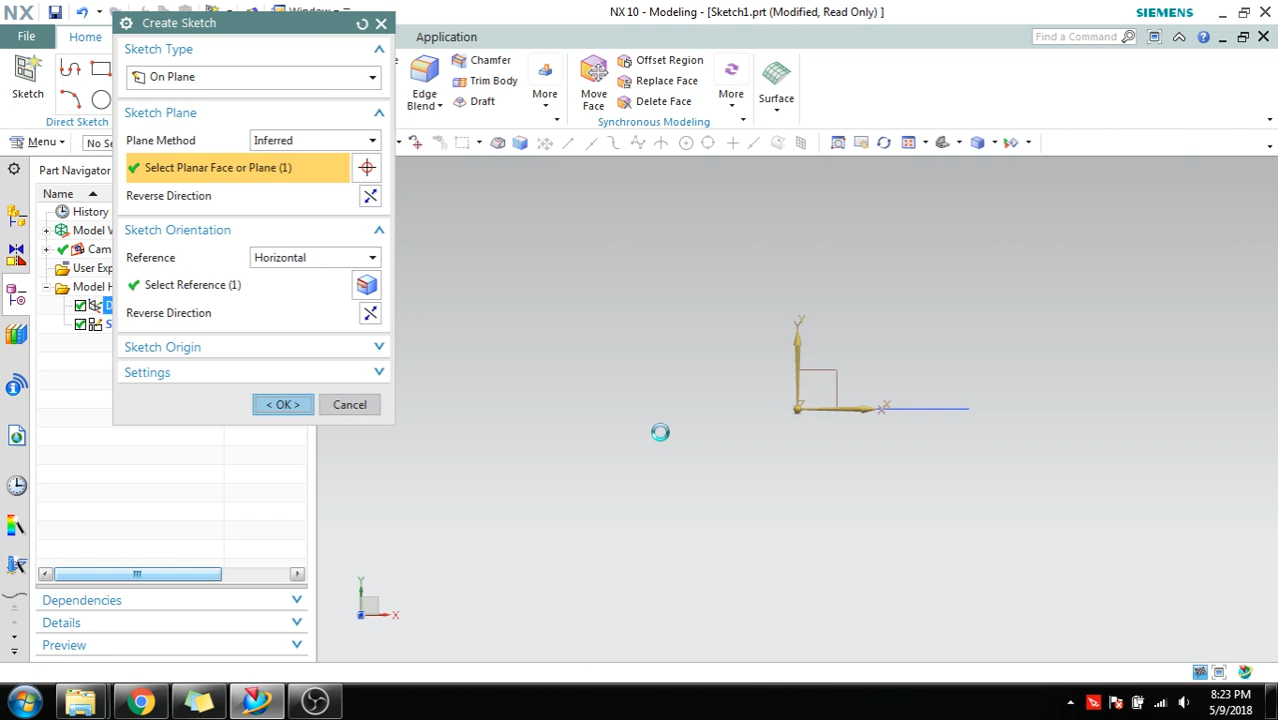 NX
Window
NX 10 - Modeling - [Sketch1.prt (Modified, Read Only) ]
SIEMENS
Create Sketch
File
Home
Application
Find a Command
Sketch Type
On Plane
Sketch
Direct Sketch
Edge
Blend
Chamfer
Trim Body
Draft
More
Move
Face
Offset Region
Replace Face
Delete Face
More
Surface
Synchronous Modeling
Sketch Plane
Plane Method
Inferred
Menu
No Se
Select Planar Face or Plane (1)
Reverse Direction
Part Navigator
Name
History
Model W
Cam
User Exp
Model H
D
S
Sketch Orientation
Reference
Horizontal
Select Reference (1)
Reverse Direction
Sketch Origin
Settings
< OK >
Cancel
Y
X
Z
X
Y
X
Dependencies
Details
Preview
8:23 PM
5/9/2018